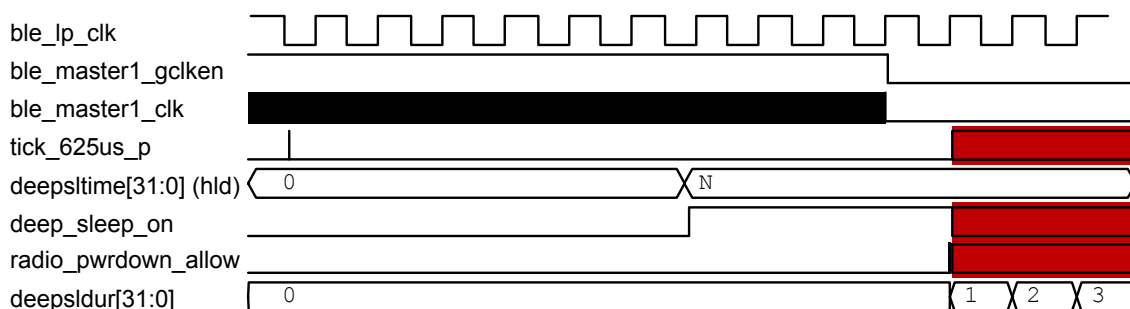 ble_lp_clk
ble_master1_gclken
ble_master1_clk
tick_625us_p
deepsltime[31:0] (hld) 0 N
deep_sleep_on
radio_pwrdown_allow
deepsldur[31:0] 0 1 2 3